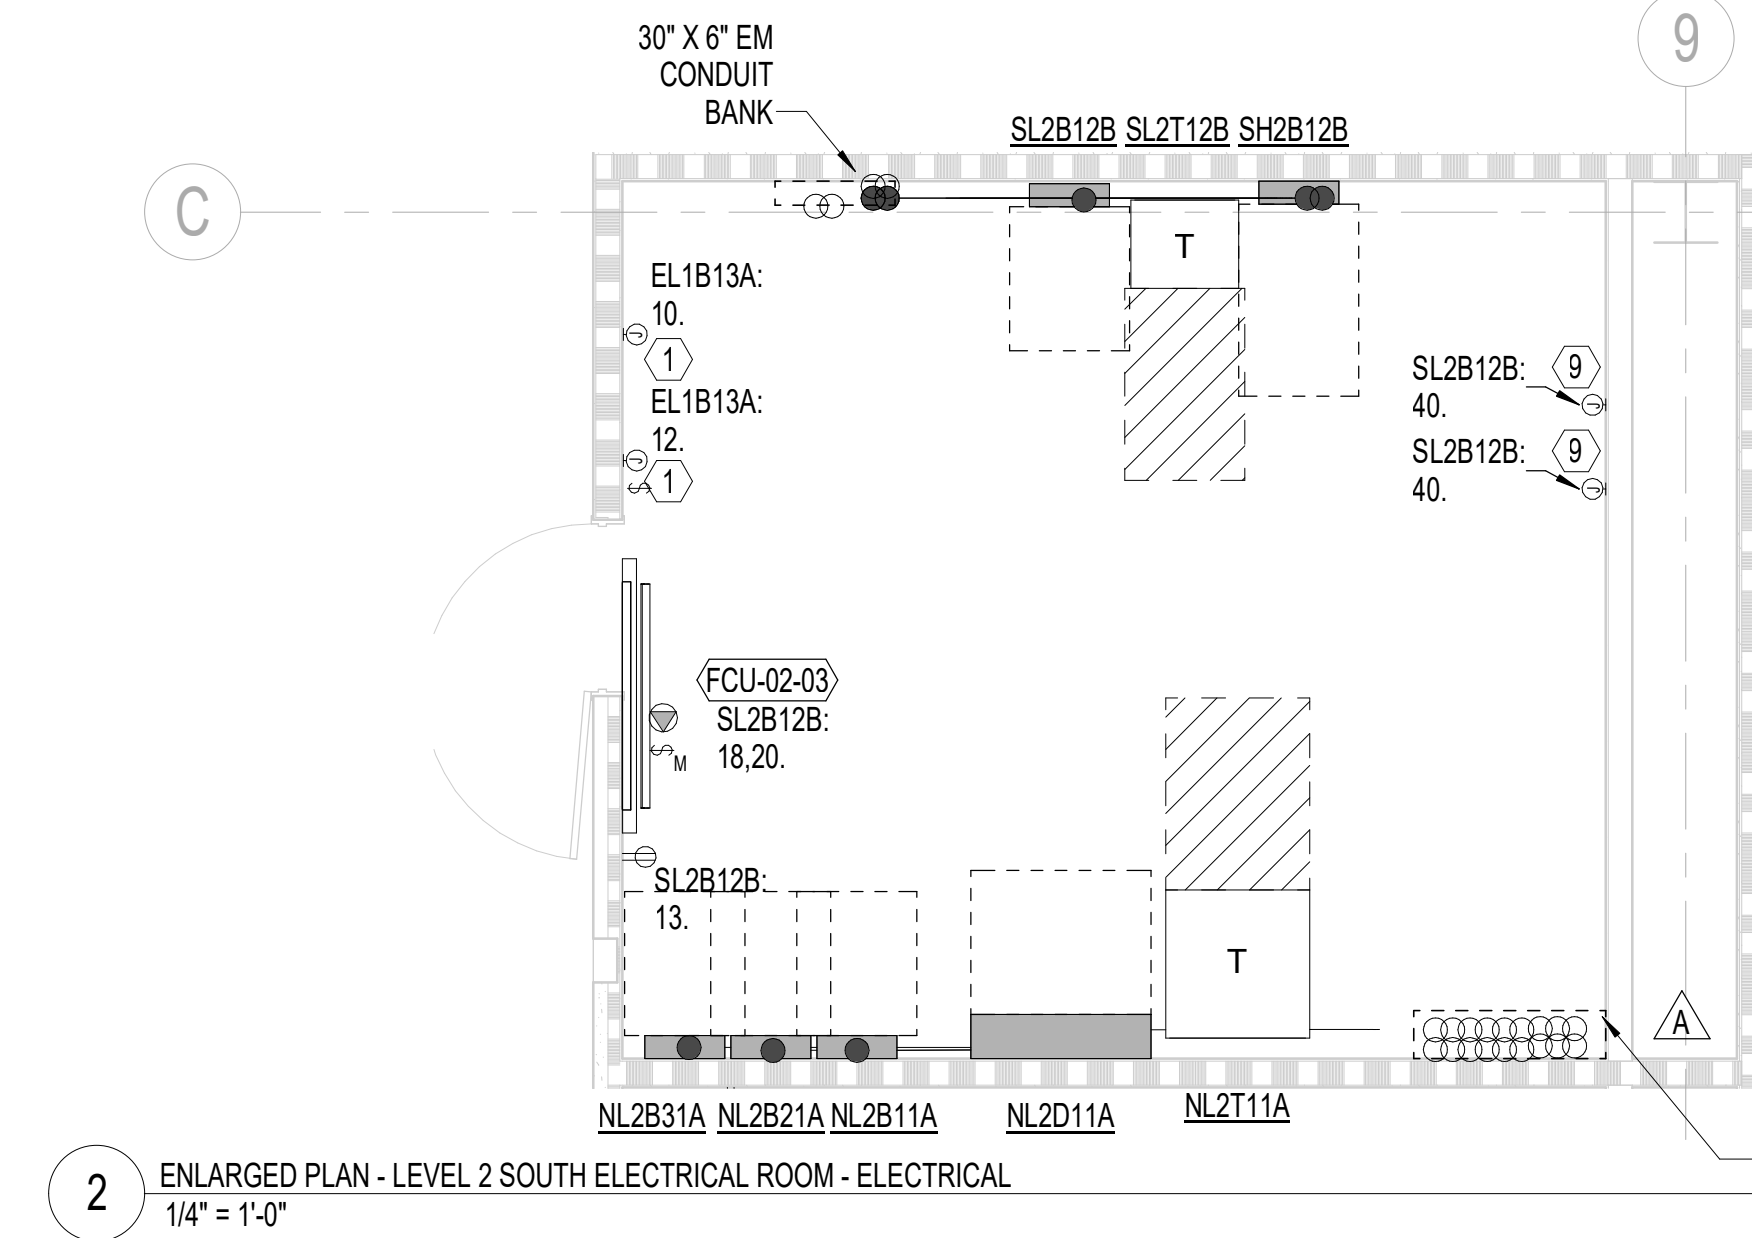 30" X 6" EM
CONDUIT
BANK
9
SL2B12B SL2T12B SH2B12B
C
T
EL1B13A:
10.
1
EL1B13A:
12.
1
S
SL2B12B:
40.
9
SL2B12B:
40.
9
J
J
J
J
FCU-02-03
SL2B12B:
18,20.
S
M
SL2B12B:
13.
T
A
NL2B31A NL2B21A NL2B11A NL2D11A NL2T11A
2
ENLARGED PLAN - LEVEL 2 SOUTH ELECTRICAL ROOM - ELECTRICAL
1/4" = 1'-0"